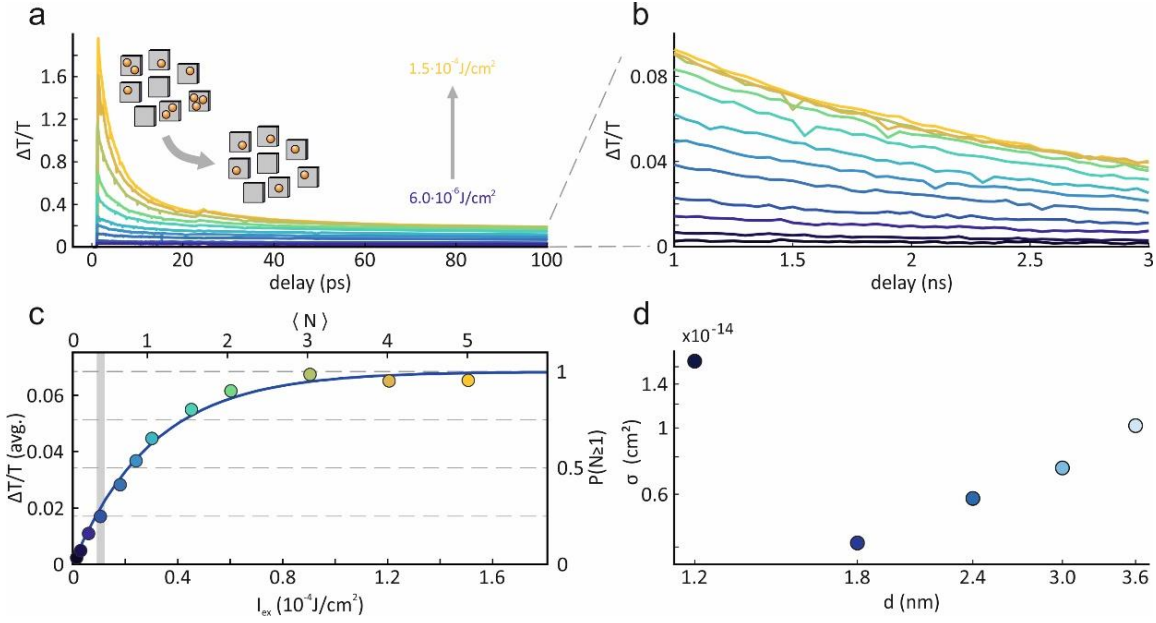 a
ΔT/T
1.6
1.2
0.8
0.4
0
0
20
40
60
80
100
delay (ps)
1.5·10⁻⁴J/cm²
6.0·10⁻⁶J/cm²
b
ΔT/T
0.08
0.04
0
1
1.5
2
2.5
3
delay (ns)
c
⟨ N ⟩
0
1
2
3
4
5
ΔT/T (avg.)
0.06
0.04
0.02
0
1
0.5
0
P(N≥1)
0
0.4
0.8
1.2
1.6
Iₑₓ (10⁻⁴J/cm²)
d
x10⁻¹⁴
σ (cm²)
1.4
1
0.6
1.2
1.8
2.4
3.0
3.6
d (nm)